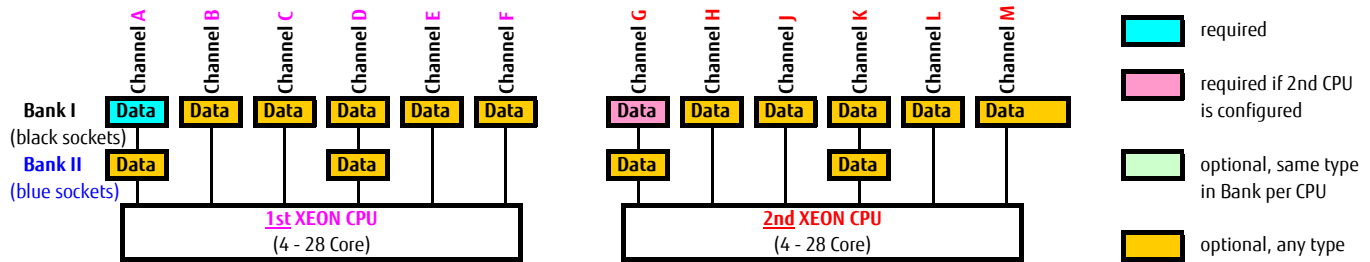 Channel A
Channel B
Channel C
Channel D
Channel E
Channel F
Channel G
Channel H
Channel J
Channel K
Channel L
Channel M
required
Bank I
Data Data Data Data Data Data Data Data Data Data Data Data
(black sockets)
required if 2nd CPU
is configured
Bank II
Data Data Data Data
(blue sockets)
optional, same type
in Bank per CPU
1st XEON CPU
(4 - 28 Core)
2nd XEON CPU
(4 - 28 Core)
optional, any type